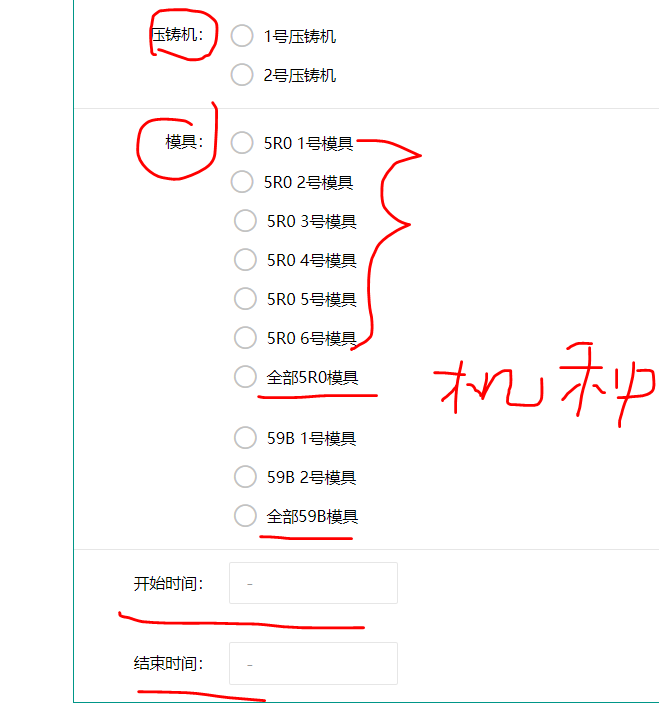 压铸机： 1号压铸机
2号压铸机
模具： 5R0 1号模具
5R0 2号模具
5R0 3号模具
5R0 4号模具
5R0 5号模具
5R0 6号模具
全部5R0模具
机种
59B 1号模具
59B 2号模具
全部59B模具
开始时间： -
结束时间： -